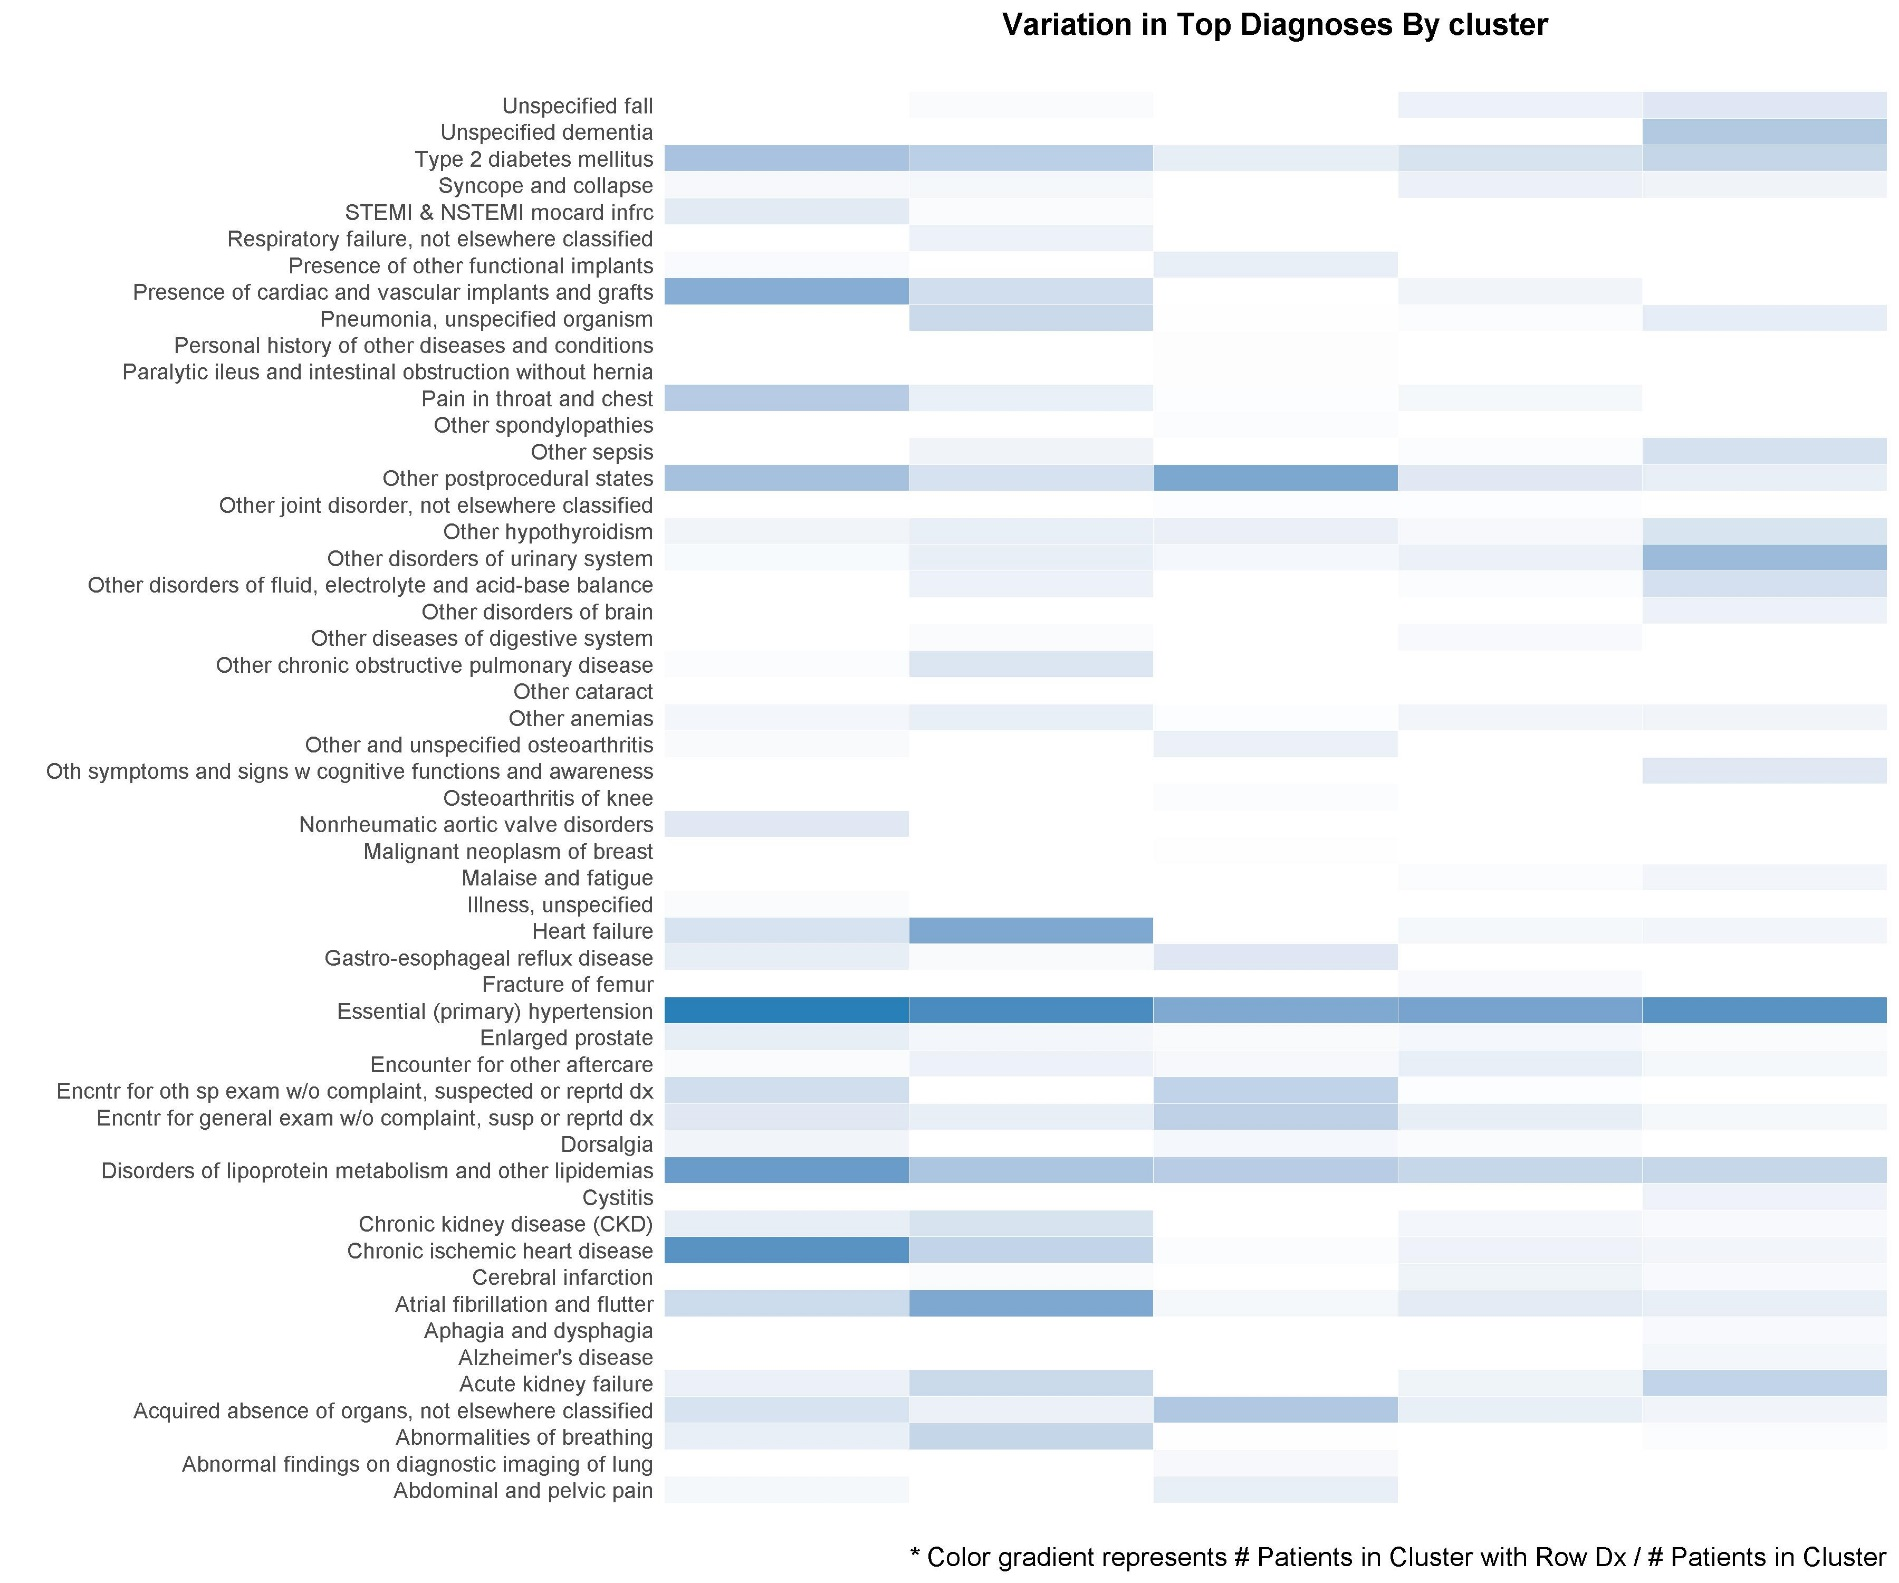 Variation in Top Diagnoses By cluster
Unspecified fall
Unspecified dementia
Type 2 diabetes mellitus
Syncope and collapse
STEMI & NSTEMI mocard infrc
Respiratory failure, not elsewhere classified
Presence of other functional implants
Presence of cardiac and vascular implants and grafts
Pneumonia, unspecified organism
Personal history of other diseases and conditions
Paralytic ileus and intestinal obstruction without hernia
Pain in throat and chest
Other spondylopathies
Other sepsis
Other postprocedural states
Other joint disorder, not elsewhere classified
Other hypothyroidism
Other disorders of urinary system
Other disorders of fluid, electrolyte and acid-base balance
Other disorders of brain
Other diseases of digestive system
Other chronic obstructive pulmonary disease
Other cataract
Other anemias
Other and unspecified osteoarthritis
Oth symptoms and signs w cognitive functions and awareness
Osteoarthritis of knee
Nonrheumatic aortic valve disorders
Malignant neoplasm of breast
Malaise and fatigue
Illness, unspecified
Heart failure
Gastro-esophageal reflux disease
Fracture of femur
Essential (primary) hypertension
Enlarged prostate
Encounter for other aftercare
Encntr for oth sp exam w/o complaint, suspected or reprtd dx
Encntr for general exam w/o complaint, susp or reprtd dx
Dorsalgia
Disorders of lipoprotein metabolism and other lipidemias
Cystitis
Chronic kidney disease (CKD)
Chronic ischemic heart disease
Cerebral infarction
Atrial fibrillation and flutter
Aphagia and dysphagia
Alzheimer's disease
Acute kidney failure
Acquired absence of organs, not elsewhere classified
Abnormalities of breathing
Abnormal findings on diagnostic imaging of lung
Abdominal and pelvic pain
* Color gradient represents # Patients in Cluster with Row Dx / # Patients in Cluster